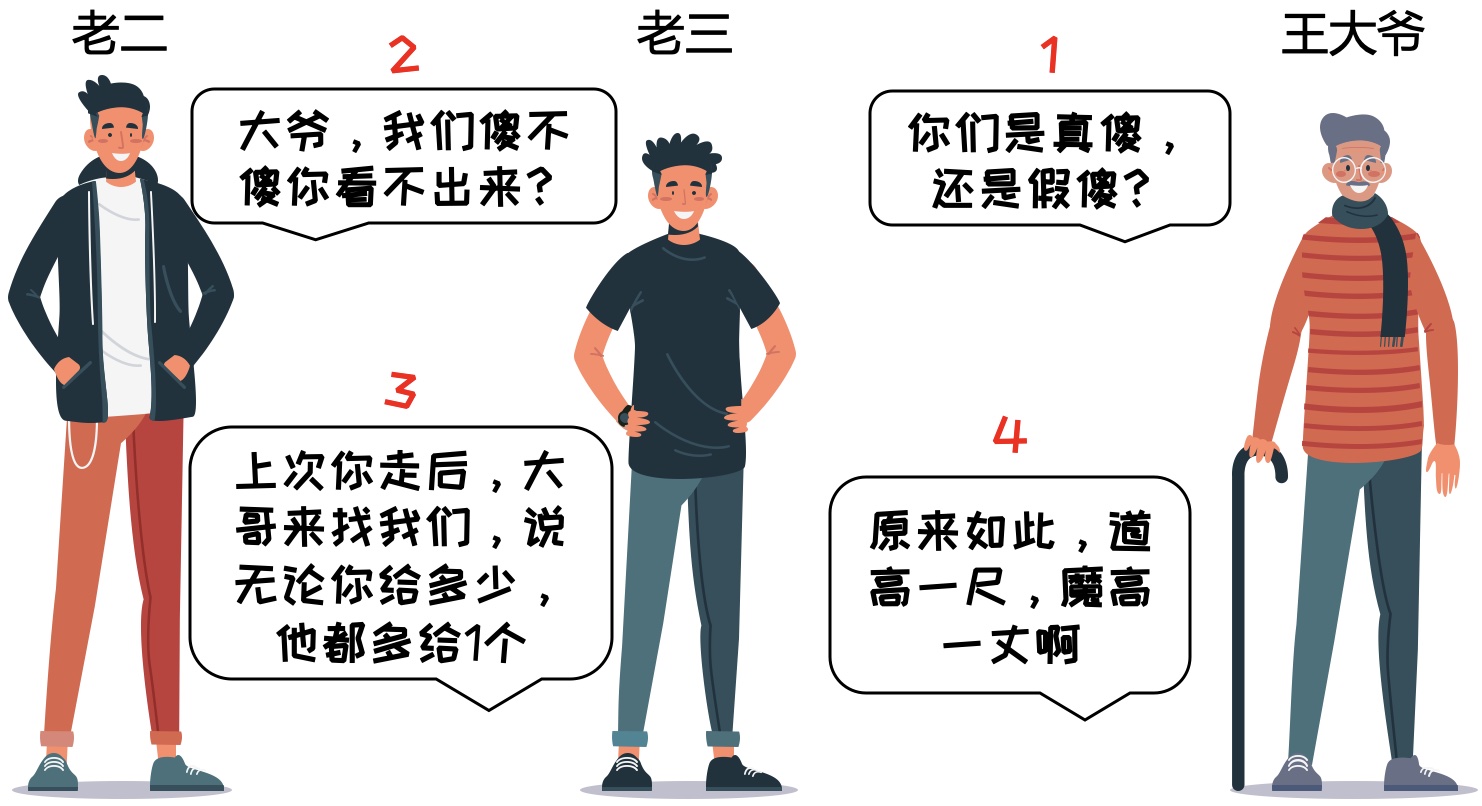 老二
老三
王大爷
1
你们是真傻，
还是假傻？
2
大爷，我们傻不
傻你看不出来？
3
上次你走后，大
哥来找我们，说
无论你给多少，
他都多给1个
4
原来如此，道
高一尺，魔高
一丈啊